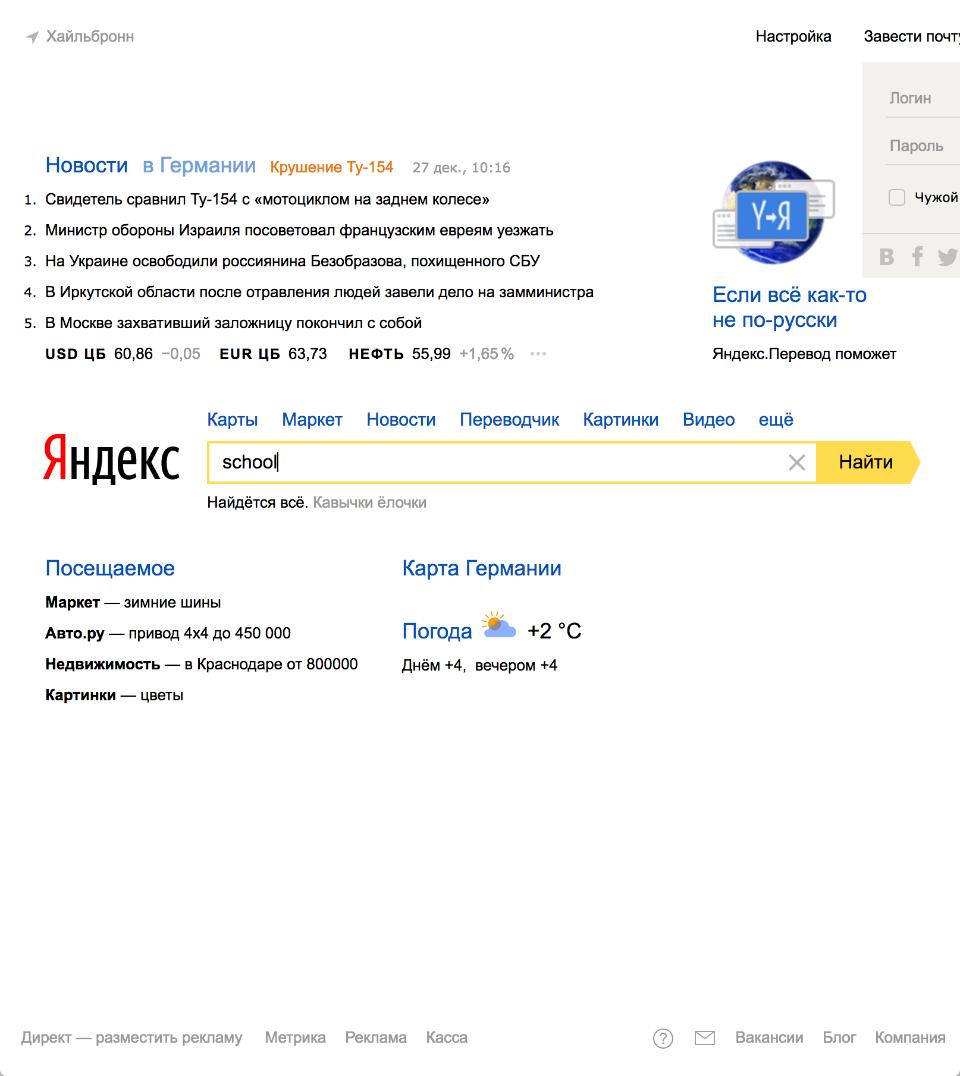 Хайльбронн
Настройка
Завести почту
Логин
Пароль
Чужой
Новости в Германии Крушение Ту-154 27 дек., 10:16
1. Свидетель сравнил Ту-154 с «мотоциклом на заднем колесе»
2. Министр обороны Израиля посоветовал французским евреям уезжать
3. На Украине освободили россиянина Безобразова, похищенного СБУ
4. В Иркутской области после отравления людей завели дело на замминистра
5. В Москве захвативший заложницу покончил с собой
USD ЦБ 60,86 −0,05 EUR ЦБ 63,73 НЕФТЬ 55,99 +1,65% •••
Y→Я
Если всё как-то
не по-русски
Яндекс.Перевод поможет
Карты Маркет Новости Переводчик Картинки Видео ещё
Яндекс
school
Найти
Найдётся всё. Кавычки ёлочки
Посещаемое
Маркет — зимние шины
Авто.ру — привод 4x4 до 450 000
Недвижимость — в Краснодаре от 800000
Картинки — цветы
Карта Германии
Погода +2 °C
Днём +4, вечером +4
Директ — разместить рекламу Метрика Реклама Касса
? Вакансии Блог Компания